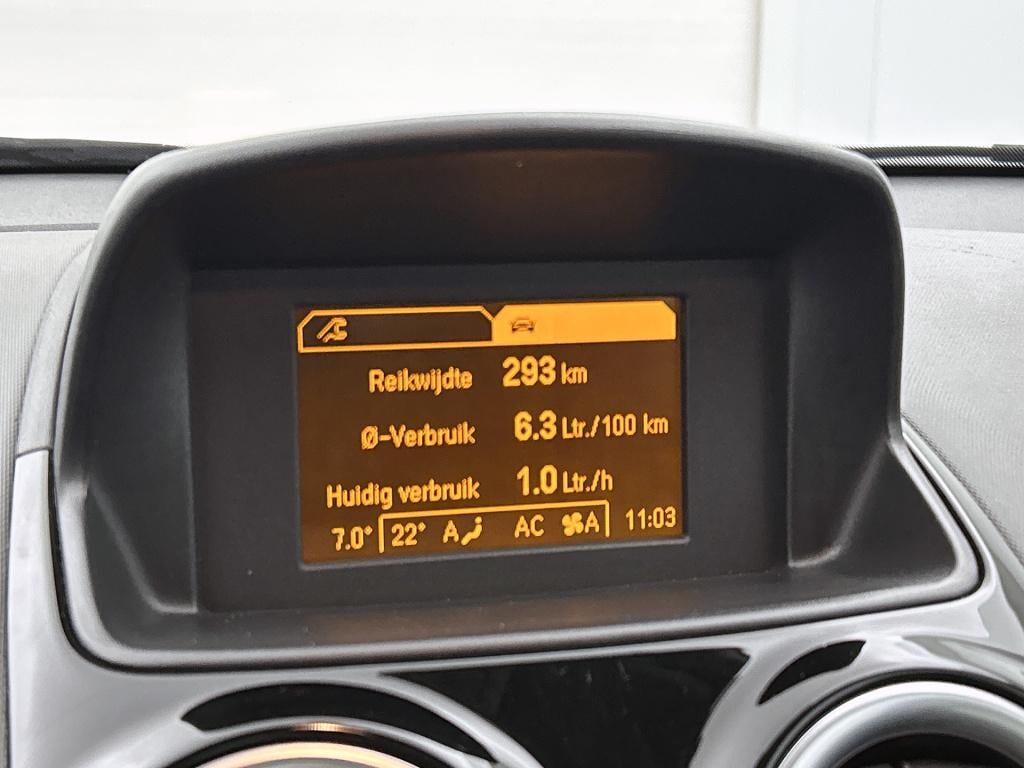 Reikwijdte 293 km
Ø-Verbruik 6.3 Ltr./100 km
Huidig verbruik 1.0 Ltr./h
7.0° 22° A AC A 11:03